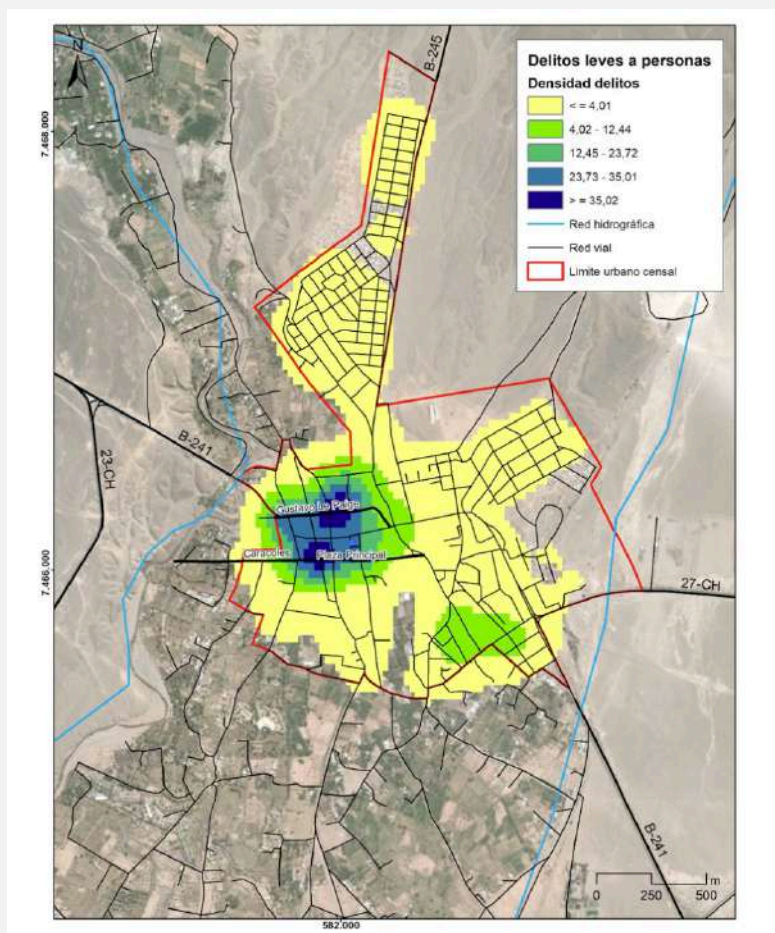 N
B-245
7.468.000
Delitos leves a personas
Densidad delitos
< = 4,01
4,02 - 12,44
12,45 - 23,72
23,73 - 35,01
> = 35,02
Red hidrográfica
Red vial
Limite urbano censal
B-241
23-CH
Gustavo Le Paige
Caracoles
Plaza Principal
7.466.000
27-CH
B-241
0 250 500 m
582.000